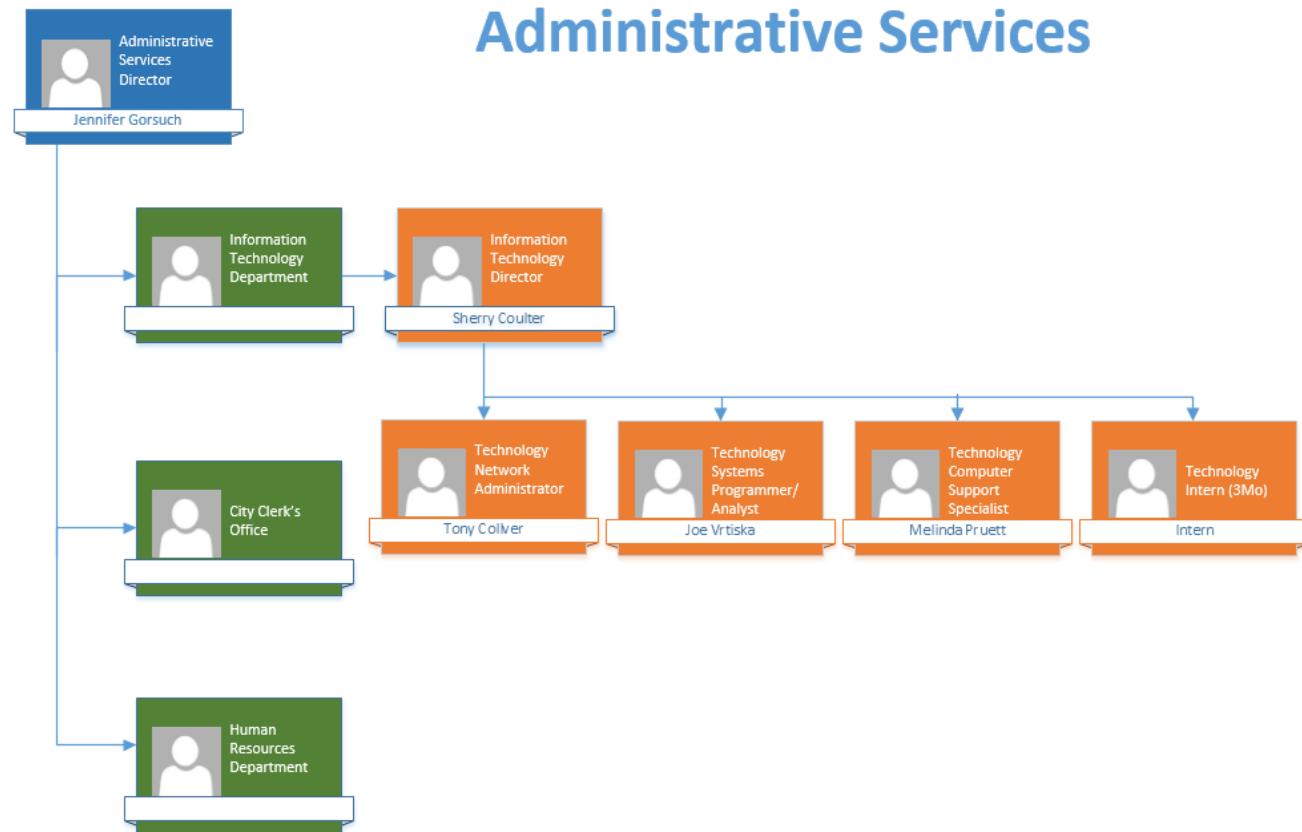 Administrative Services
Administrative
Services
Director
Jennifer Gorsuch
Information
Technology
Department
Information
Technology
Director
Sherry Coulter
Technology
Network
Administrator
Tony Collver
Technology
Systems
Programmer/
Analyst
Joe Vrtiska
Technology
Computer
Support
Specialist
Melinda Pruett
Technology
Intern (3Mo)
Intern
City Clerk's
Office
Human
Resources
Department